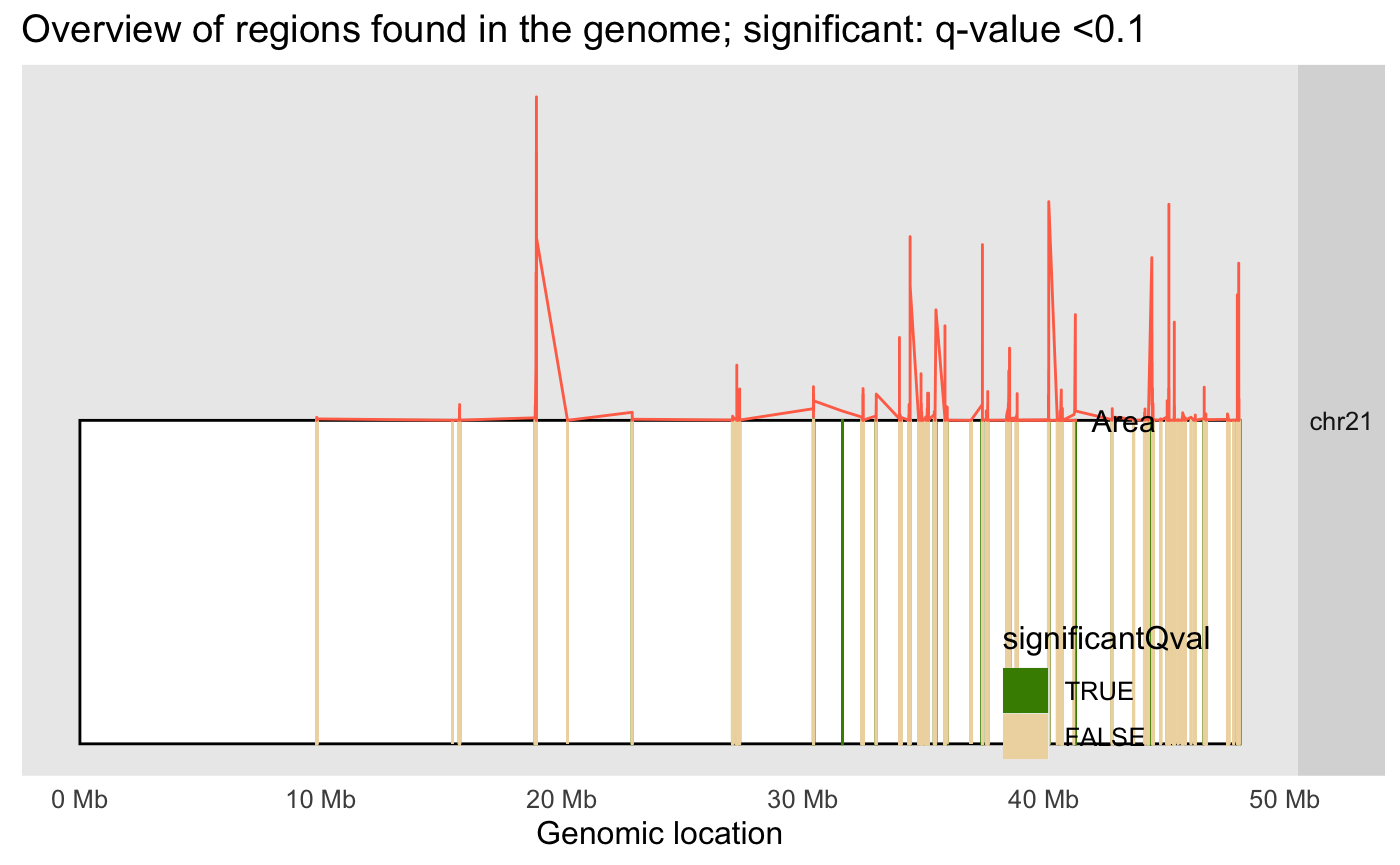 Overview of regions found in the genome; significant: q-value <0.1
chr21
Area
significantQval
TRUE
FALSE
0 Mb 10 Mb 20 Mb 30 Mb 40 Mb 50 Mb
Genomic location